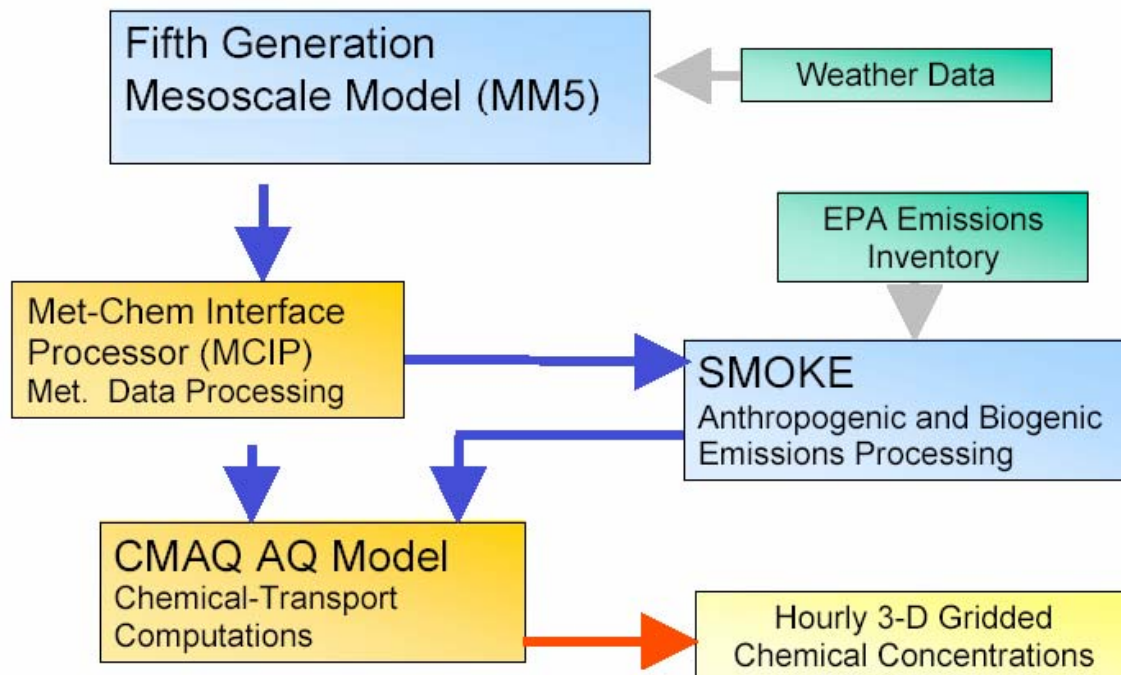 Fifth Generation
Mesoscale Model (MM5)
Weather Data
EPA Emissions
Inventory
Met-Chem Interface
Processor (MCIP)
Met. Data Processing
SMOKE
Anthropogenic and Biogenic
Emissions Processing
CMAQ AQ Model
Chemical-Transport
Computations
Hourly 3-D Gridded
Chemical Concentrations